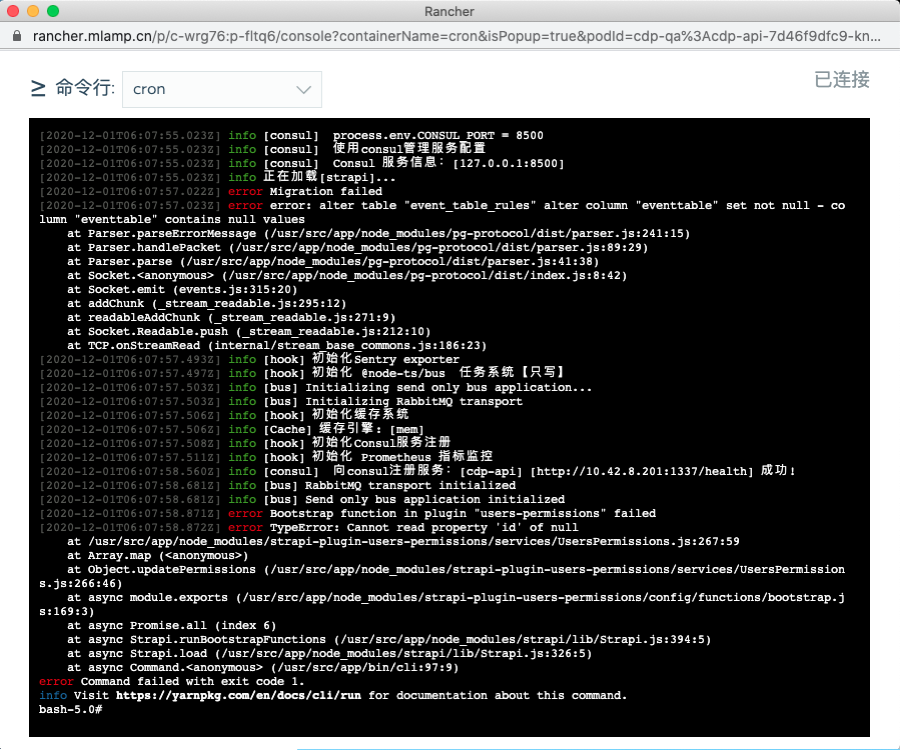 Rancher
rancher.mlamp.cn/p/c-wrg76:p-fltq6/console?containerName=cron&isPopup=true&podId=cdp-qa%3Acdp-api-7d46f9dfc9-kn...
≥ 命令行: cron
已连接
[2020-12-01T06:07:55.023Z] info [consul]  process.env.CONSUL_PORT = 8500
[2020-12-01T06:07:55.023Z] info [consul]  使用consul管理服务配置
[2020-12-01T06:07:55.023Z] info [consul]  Consul 服务信息: [127.0.0.1:8500]
[2020-12-01T06:07:55.023Z] info 正在加载[strapi]...
[2020-12-01T06:07:57.022Z] error Migration failed
[2020-12-01T06:07:57.023Z] error error: alter table "event_table_rules" alter column "eventtable" set not null - co
lumn "eventtable" contains null values
at Parser.parseErrorMessage (/usr/src/app/node_modules/pg-protocol/dist/parser.js:241:15)
at Parser.handlePacket (/usr/src/app/node_modules/pg-protocol/dist/parser.js:89:29)
at Parser.parse (/usr/src/app/node_modules/pg-protocol/dist/parser.js:41:38)
at Socket.<anonymous> (/usr/src/app/node_modules/pg-protocol/dist/index.js:8:42)
at Socket.emit (events.js:315:20)
at addChunk (_stream_readable.js:295:12)
at readableAddChunk (_stream_readable.js:271:9)
at Socket.Readable.push (_stream_readable.js:212:10)
at TCP.onStreamRead (internal/stream_base_commons.js:186:23)
[2020-12-01T06:07:57.493Z] info [hook] 初始化Sentry exporter
[2020-12-01T06:07:57.497Z] info [hook] 初始化 @node-ts/bus  任务系统【只写】
[2020-12-01T06:07:57.503Z] info [bus] Initializing send only bus application...
[2020-12-01T06:07:57.503Z] info [bus] Initializing RabbitMQ transport
[2020-12-01T06:07:57.506Z] info [hook] 初始化缓存系统
[2020-12-01T06:07:57.506Z] info [Cache] 缓存引擎: [mem]
[2020-12-01T06:07:57.508Z] info [hook] 初始化Consul服务注册
[2020-12-01T06:07:57.511Z] info [hook] 初始化 Prometheus 指标监控
[2020-12-01T06:07:58.560Z] info [consul]  向consul注册服务: [cdp-api] [http://10.42.8.201:1337/health] 成功!
[2020-12-01T06:07:58.681Z] info [bus] RabbitMQ transport initialized
[2020-12-01T06:07:58.681Z] info [bus] Send only bus application initialized
[2020-12-01T06:07:58.871Z] error Bootstrap function in plugin "users-permissions" failed
[2020-12-01T06:07:58.872Z] error TypeError: Cannot read property 'id' of null
at /usr/src/app/node_modules/strapi-plugin-users-permissions/services/UsersPermissions.js:267:59
at Array.map (<anonymous>)
at Object.updatePermissions (/usr/src/app/node_modules/strapi-plugin-users-permissions/services/UsersPermission
s.js:266:46)
at async module.exports (/usr/src/app/node_modules/strapi-plugin-users-permissions/config/functions/bootstrap.j
s:169:3)
at async Promise.all (index 6)
at async Strapi.runBootstrapFunctions (/usr/src/app/node_modules/strapi/lib/Strapi.js:394:5)
at async Strapi.load (/usr/src/app/node_modules/strapi/lib/Strapi.js:326:5)
at async Command.<anonymous> (/usr/src/app/bin/cli:97:9)
error Command failed with exit code 1.
info Visit https://yarnpkg.com/en/docs/cli/run for documentation about this command.
bash-5.0#